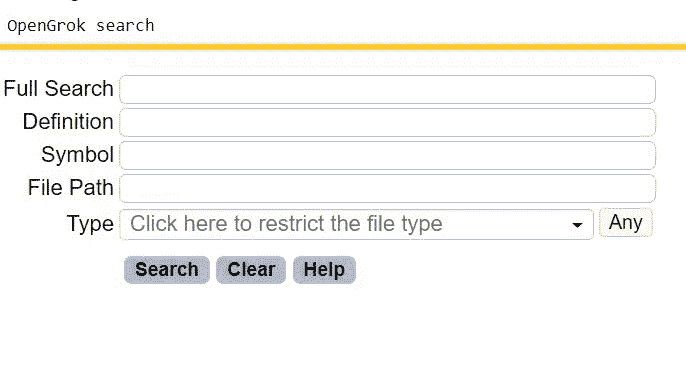 OpenGrok search
Full Search
Definition
Symbol
File Path
Type Click here to restrict the file type Any
Search Clear Help